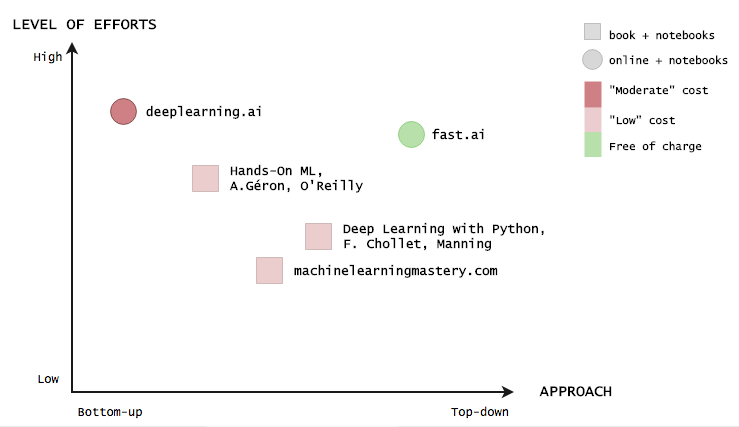 LEVEL OF EFFORTS
High
book + notebooks
online + notebooks
"Moderate" cost
"Low" cost
Free of charge
deeplearning.ai
fast.ai
Hands-On ML,
A.Géron, O'Reilly
Deep Learning with Python,
F. Chollet, Manning
machinelearningmastery.com
Low
APPROACH
Bottom-up
Top-down